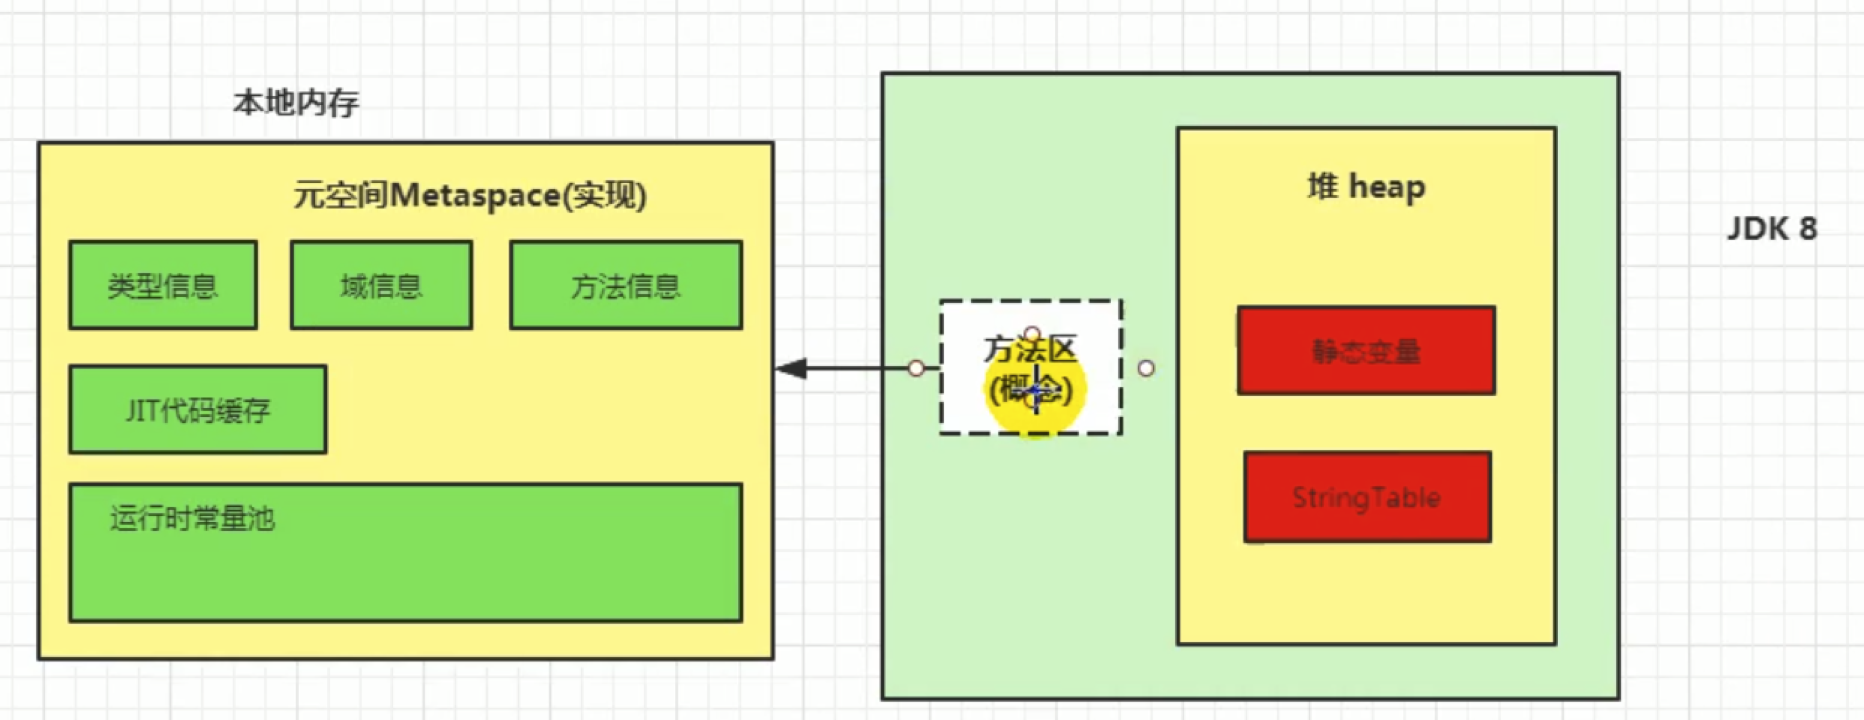 本地内存
元空间Metaspace(实现)
类型信息
域信息
方法信息
JIT代码缓存
运行时常量池
方法区
(概念)
堆 heap
静态变量
StringTable
JDK 8